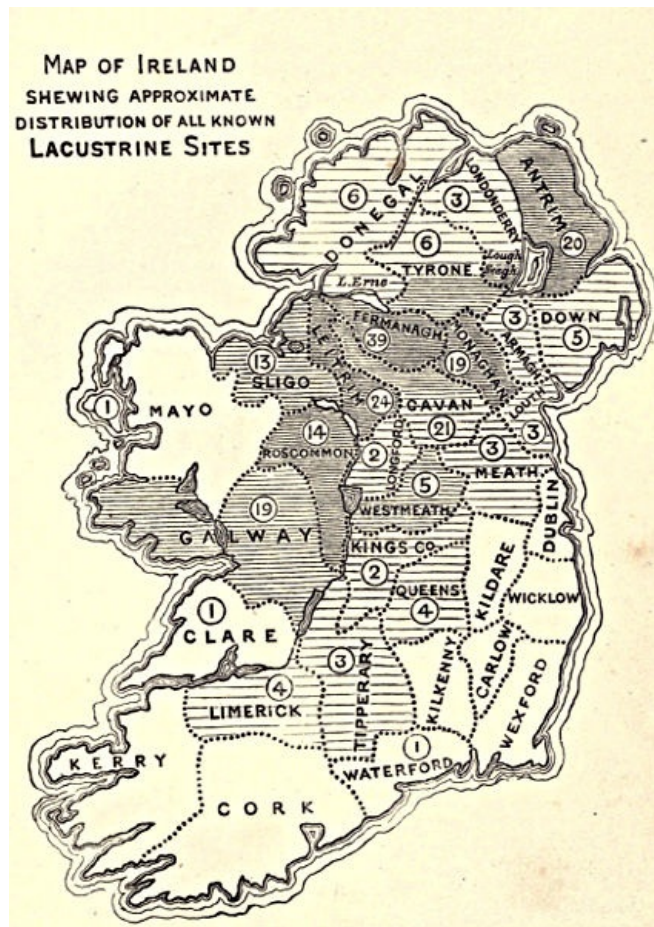 MAP OF IRELAND
SHEWING APPROXIMATE
DISTRIBUTION OF ALL KNOWN
LACUSTRINE SITES
DONEGAL
6
LONDONDERRY
3
ANTRIM
20
6
TYRONE
Lough
Neagh
L. Erne
DOWN
5
3
ARMAGH
FERMANAGH
39
MONAGHAN
19
LEITRIM
24
13
SLIGO
1
MAYO
14
ROSCOMMON
CAVAN
21
LOUTH
3
2
LONGFORD
3
MEATH
5
WESTMEATH
19
GALWAY
DUBLIN
KINGS CO.
2
QUEENS
4
KILDARE
WICKLOW
1
CLARE
3
TIPPERARY
KILKENNY
CARLOW
WEXFORD
4
LIMERICK
1
WATERFORD
KERRY
CORK